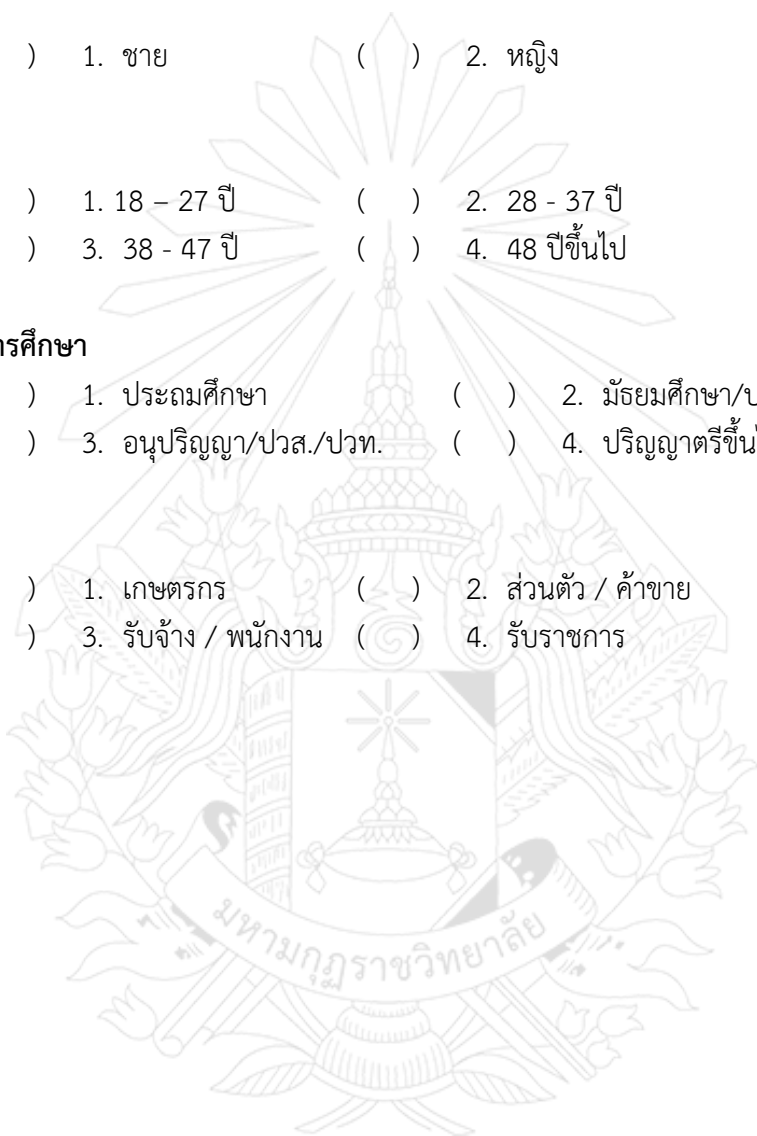 ) 1. ชาย ( ) 2. หญิง
) 1. 18 – 27 ปี ( ) 2. 28 - 37 ปี
) 3. 38 - 47 ปี ( ) 4. 48 ปีขึ้นไป
ารศึกษา
) 1. ประถมศึกษา ( ) 2. มัธยมศึกษา/
) 3. อนุปริญญา/ปวส./ปวท. ( ) 4. ปริญญาตรีขึ้น
) 1. เกษตรกร ( ) 2. ส่วนตัว / ค้าขาย
) 3. รับจ้าง / พนักงาน ( ) 4. รับราชการ
มหามกุฏราชวิทยาลัย